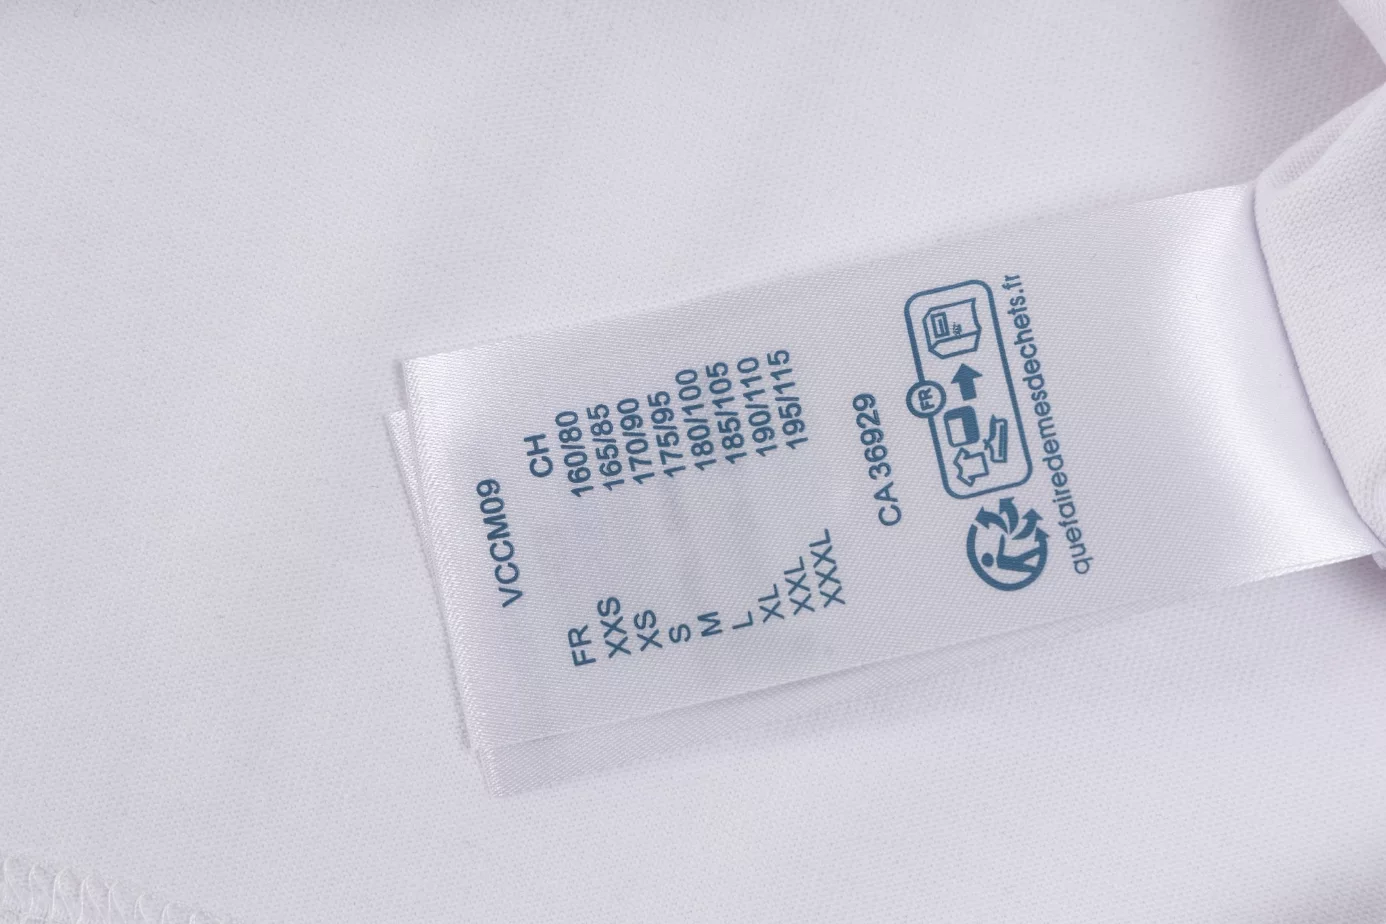 VCCM09
FR CH
XXS 160/80
XS 165/85
S 170/90
M 175/95
L 180/100
XL 185/105
XXL 190/110
XXXL 195/115
CA 36929
FR
quefairedemesdechets.fr